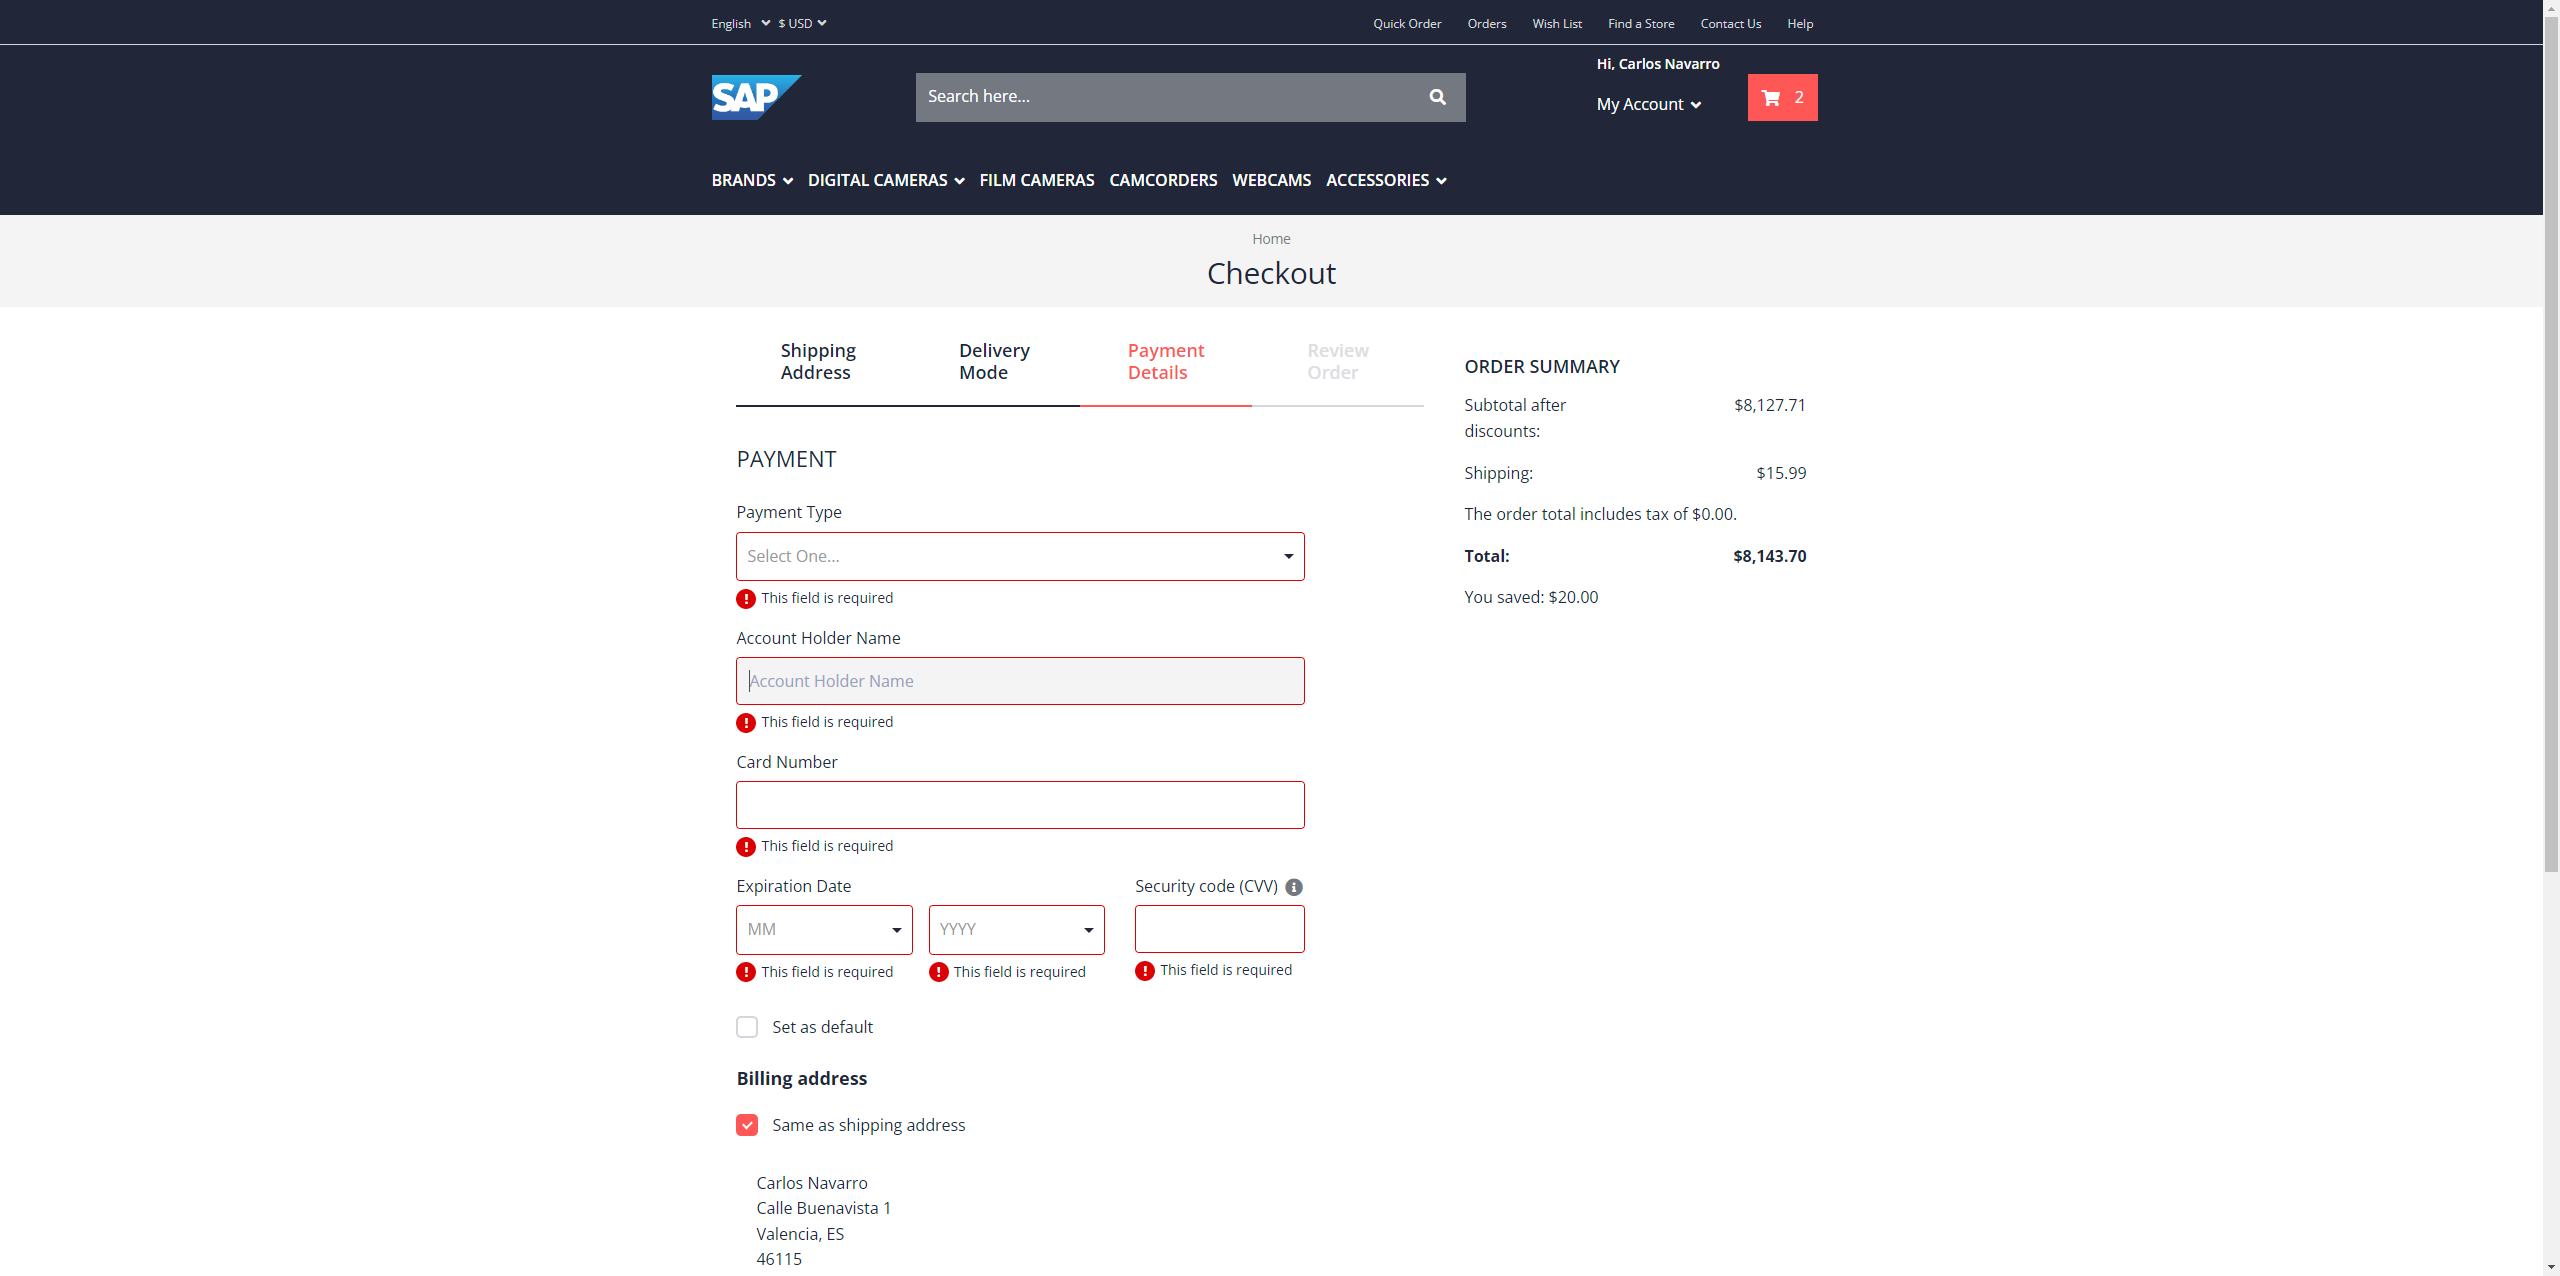 English $ USD Quick Order Orders Wish List Find a Store Contact Us Help
Hi, Carlos Navarro
SAP Search here... My Account 2
BRANDS DIGITAL CAMERAS FILM CAMERAS CAMCORDERS WEBCAMS ACCESSORIES
Home
Checkout
Shipping Address
Delivery Mode
Payment Details
Review Order
PAYMENT
Payment Type
Select One...
This field is required
Account Holder Name
Account Holder Name
This field is required
Card Number
This field is required
Expiration Date Security code (CVV)
MM YYYY
This field is required This field is required This field is required
Set as default
Billing address
Same as shipping address
Carlos Navarro
Calle Buenavista 1
Valencia, ES
46115
ORDER SUMMARY
Subtotal after discounts: $8,127.71
Shipping: $15.99
The order total includes tax of $0.00.
Total: $8,143.70
You saved: $20.00